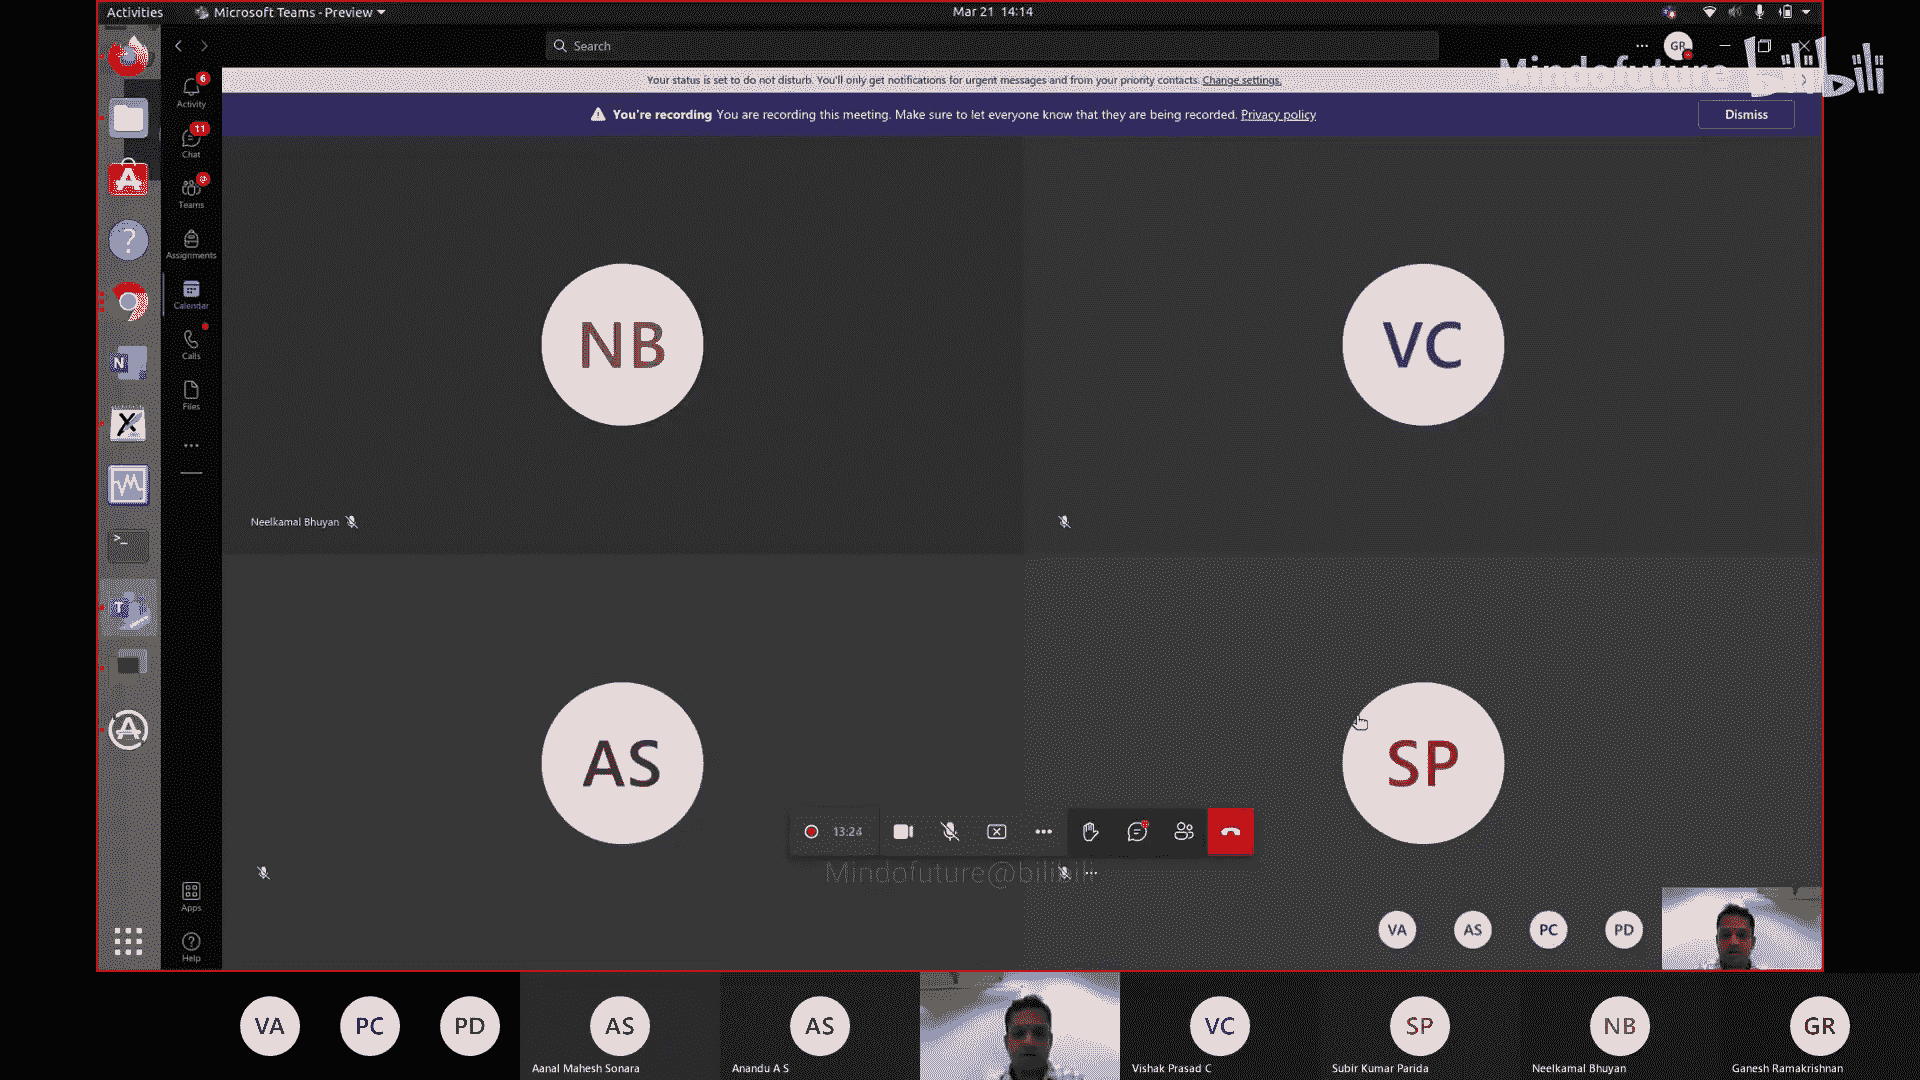 Activities
Microsoft Teams - Preview
Mar 21 14:14
Search
GR
Mindofuture bilibili
Your status is set to do not disturb. You'll only get notifications for urgent messages and from your priority contacts. Change settings.
You're recording You are recording this meeting. Make sure to let everyone know that they are being recorded. Privacy policy
Dismiss
6
Activity
11
Chat
@
Teams
Assignments
Calendar
Calls
Files
Apps
Help
N
T
NB
VC
Neelkamal Bhuyan
AS
SP
13:24
Mindofuture@bilibili
VA
AS
PC
PD
VA
PC
PD
AS
AS
VC
SP
NB
GR
Aanal Mahesh Sonara
Anandu A S
Vishak Prasad C
Subir Kumar Parida
Neelkamal Bhuyan
Ganesh Ramakrishnan